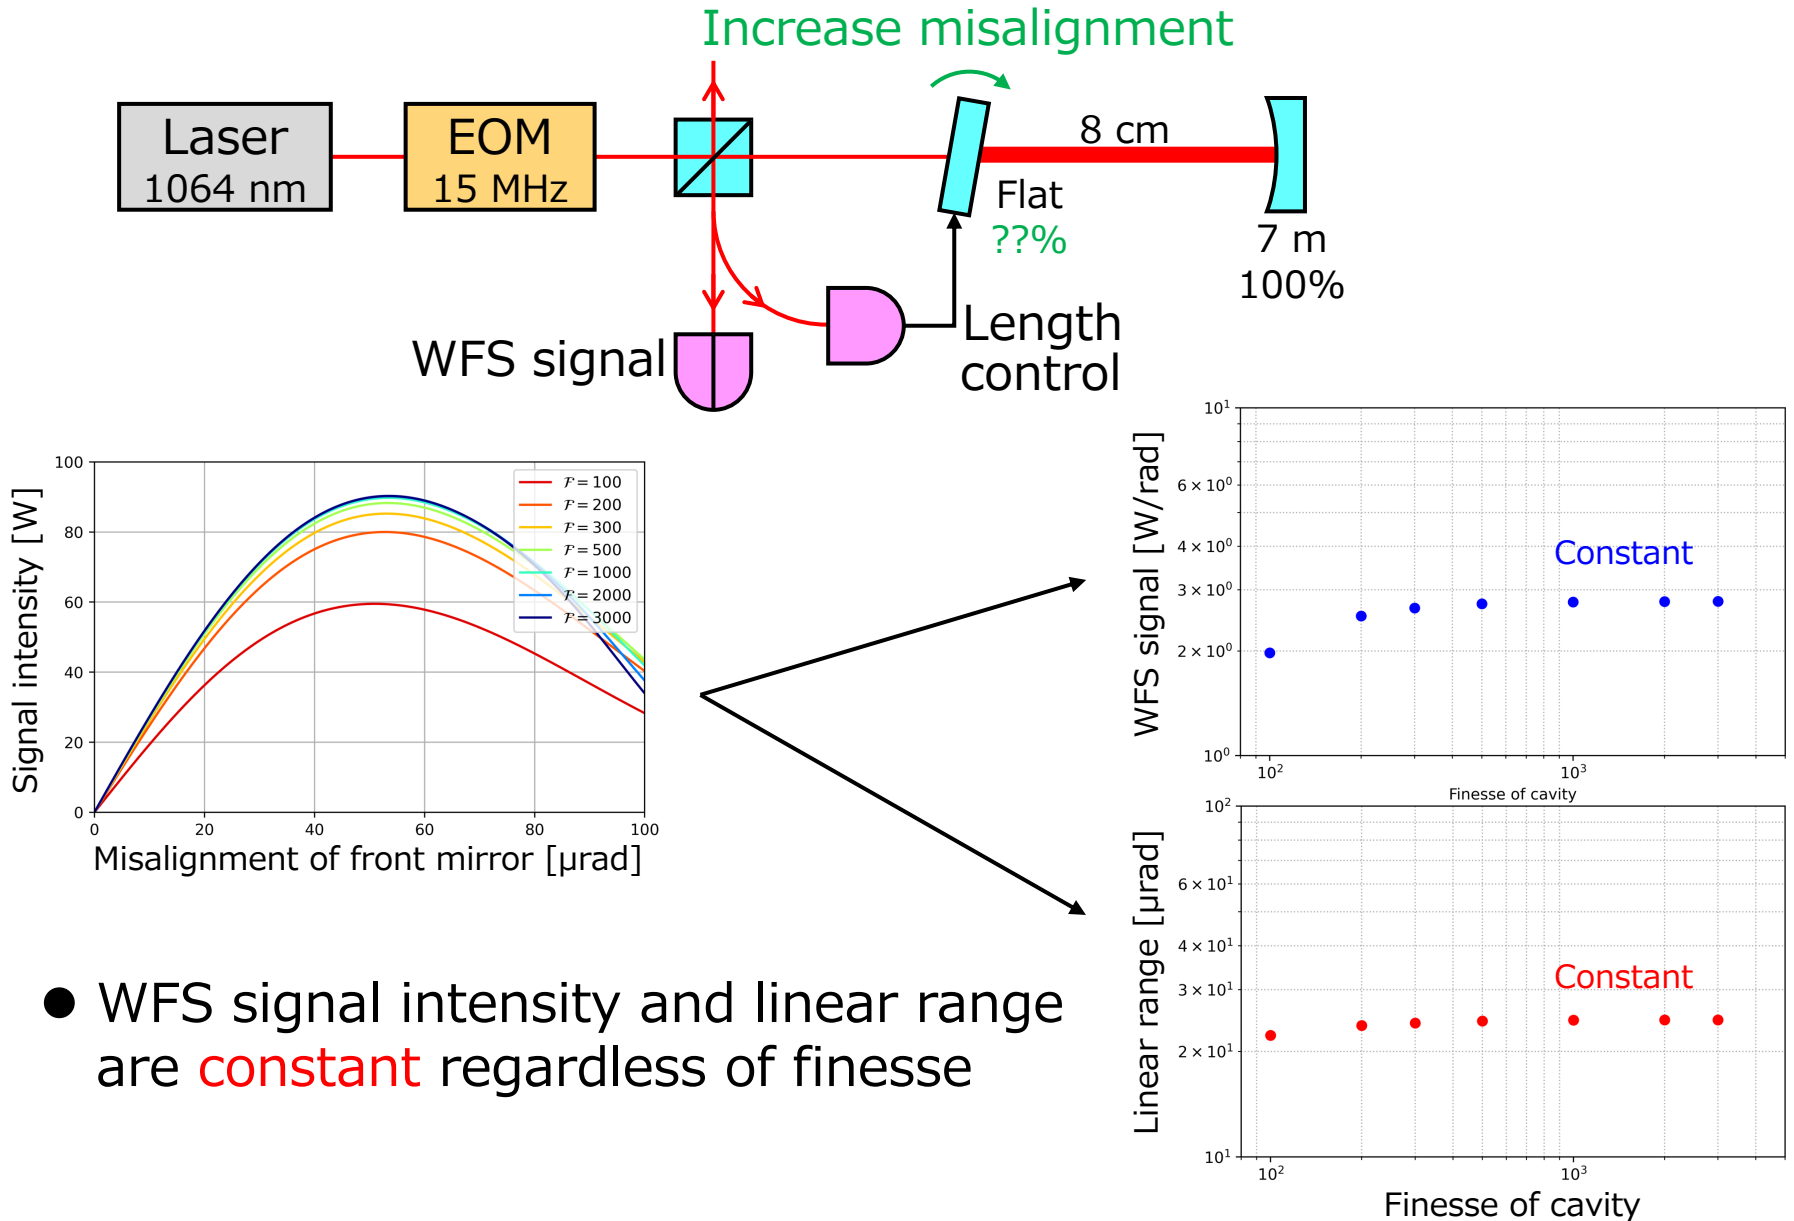 Increase misalignment
Laser
1064 nm
EOM
15 MHz
8 cm
Flat
??%
7 m
100%
WFS signal
Length
control
Signal intensity [W]
100
80
60
40
20
0
0 20 40 60 80 100
Misalignment of front mirror [μrad]
ℱ = 100
ℱ = 200
ℱ = 300
ℱ = 500
ℱ = 1000
ℱ = 2000
ℱ = 3000
WFS signal [W/rad]
10¹
6 × 10⁰
4 × 10⁰
3 × 10⁰
2 × 10⁰
10⁰
Constant
10² 10³
Finesse of cavity
Linear range [μrad]
10²
6 × 10¹
4 × 10¹
3 × 10¹
2 × 10¹
10¹
Constant
10² 10³
Finesse of cavity
● WFS signal intensity and linear range
are constant regardless of finesse